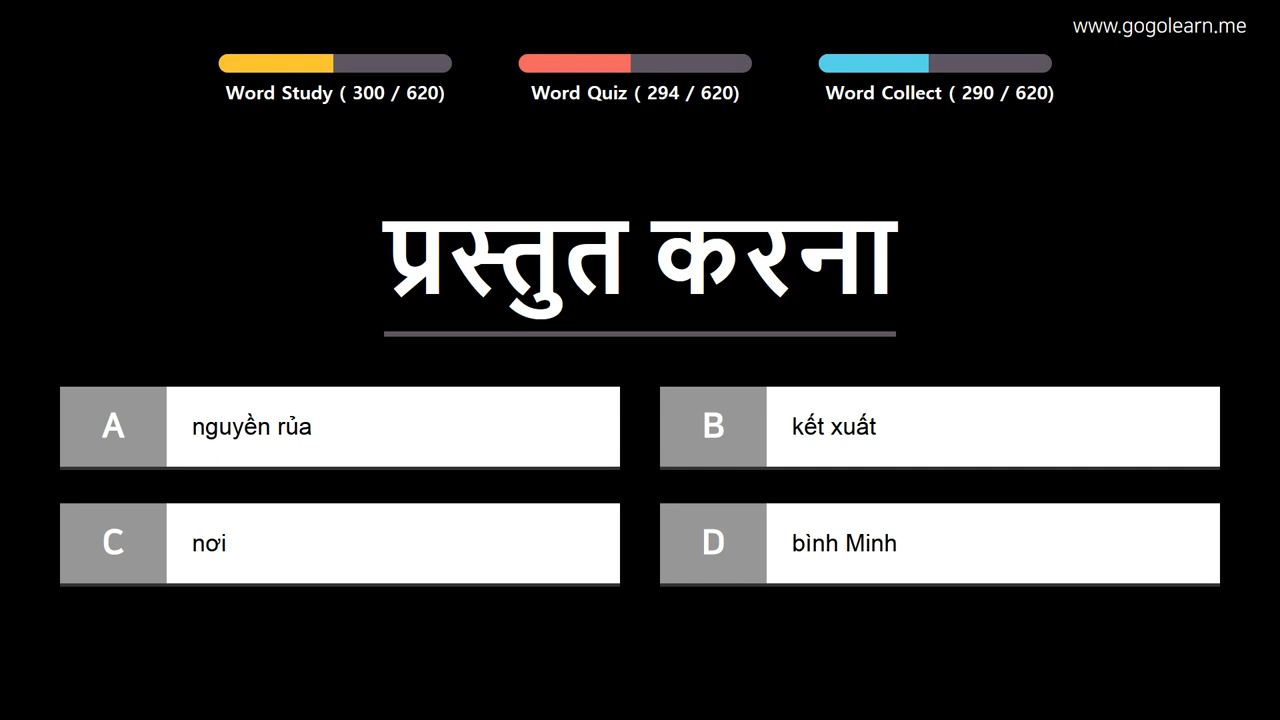 www.gogolearn.me
Word Study ( 300 / 620)
Word Quiz ( 294 / 620)
Word Collect ( 290 / 620)
प्रस्तुत करना
A nguyền rủa
B kết xuất
C nơi
D bình Minh